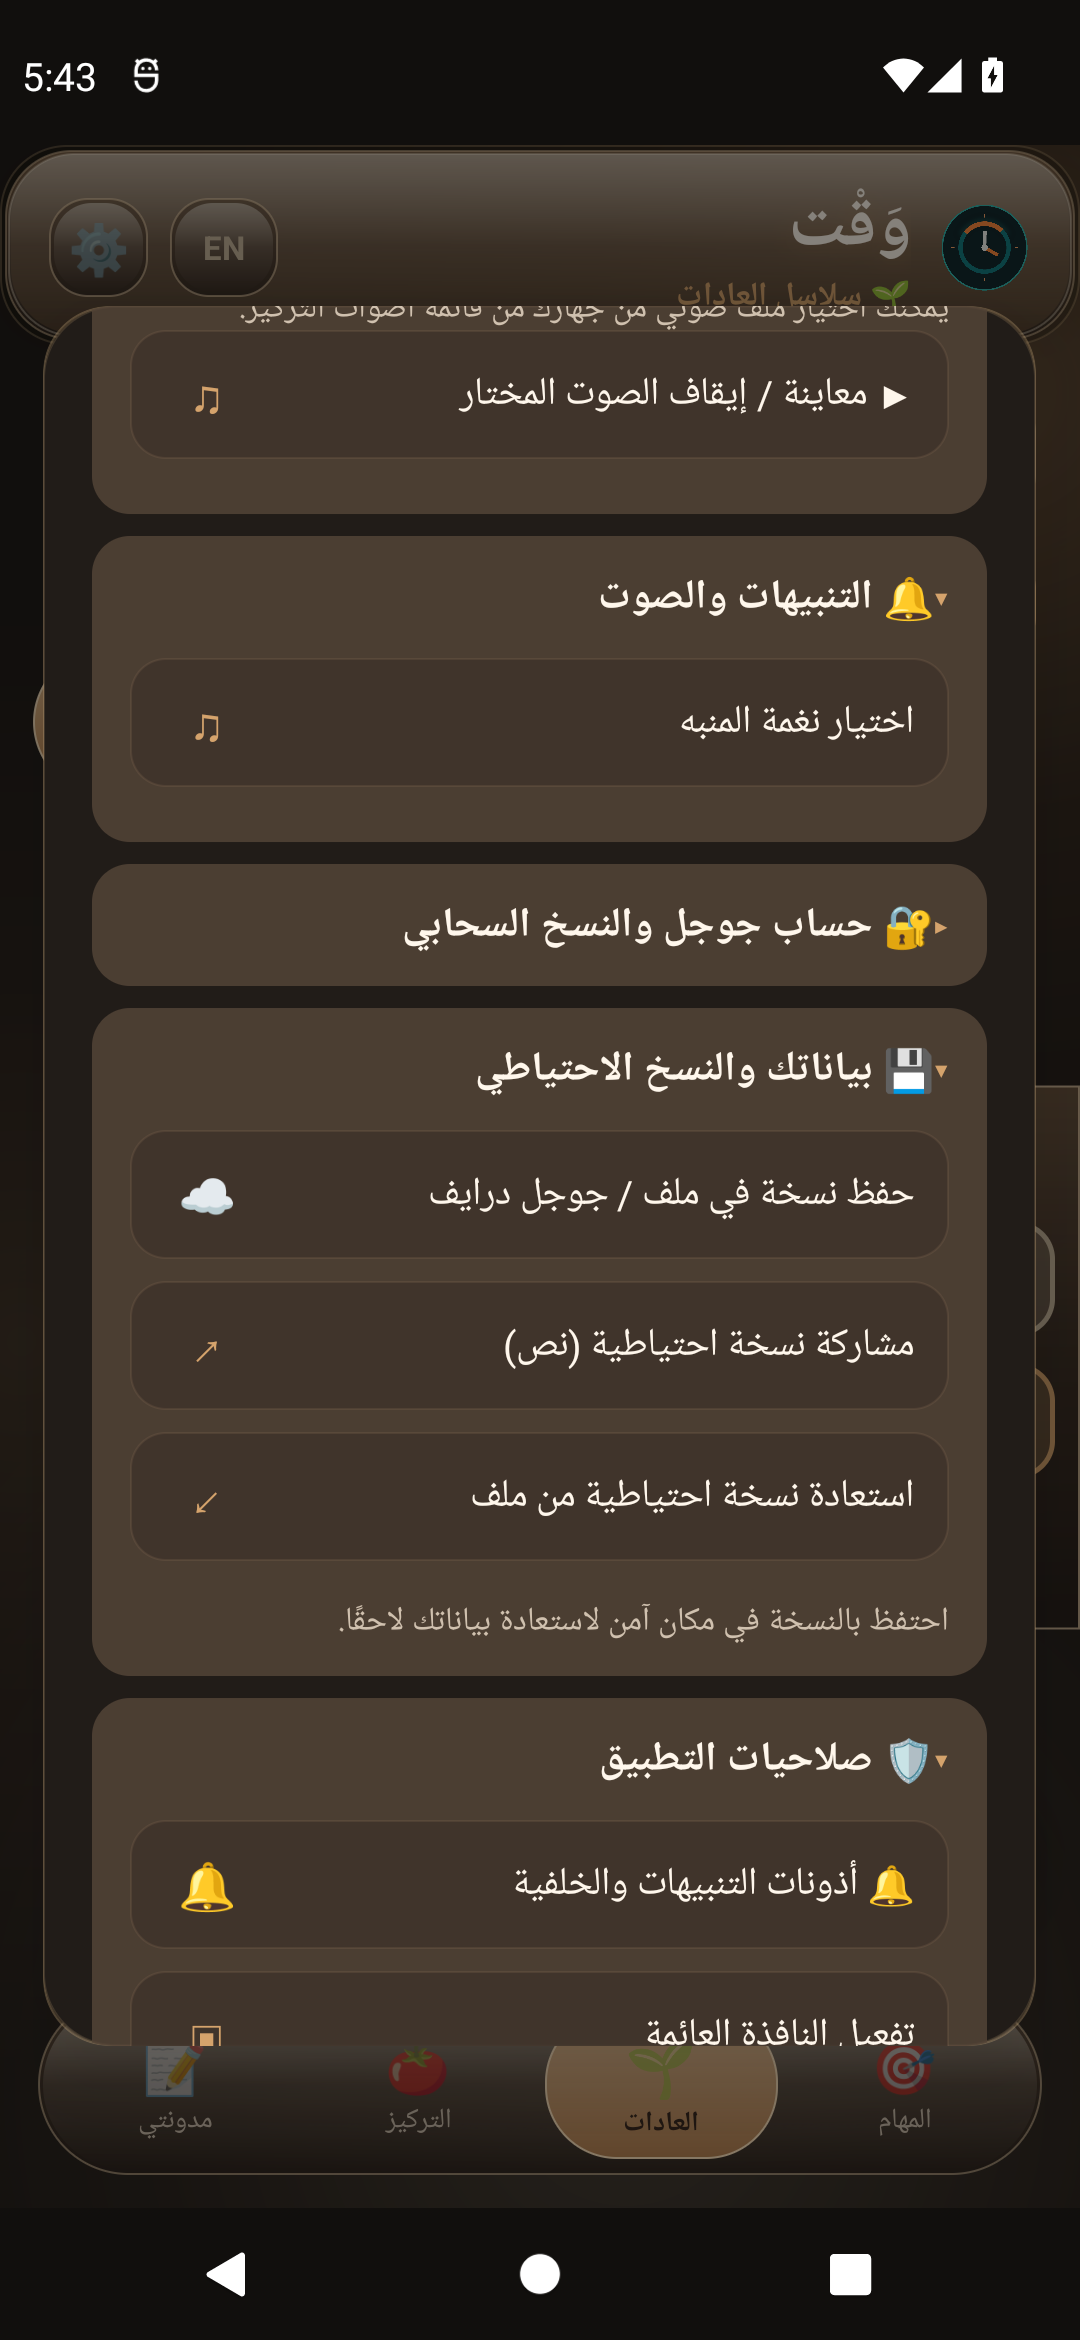 5:43
وَقْت
EN
سلاسل العادات
يمكنك اختيار ملف صوتي من جهازك من قائمة أصوات التركيز.
معاينة / إيقاف الصوت المختار
التنبيهات والصوت
اختيار نغمة المنبه
حساب جوجل والنسخ السحابي
بياناتك والنسخ الاحتياطي
حفظ نسخة في ملف / جوجل درايف
مشاركة نسخة احتياطية (نص)
استعادة نسخة احتياطية من ملف
احتفظ بالنسخة في مكان آمن لاستعادة بياناتك لاحقًا.
صلاحيات التطبيق
أذونات التنبيهات والخلفية
تفعيل النافذة العائمة
المهام
العادات
التركيز
مدونتي